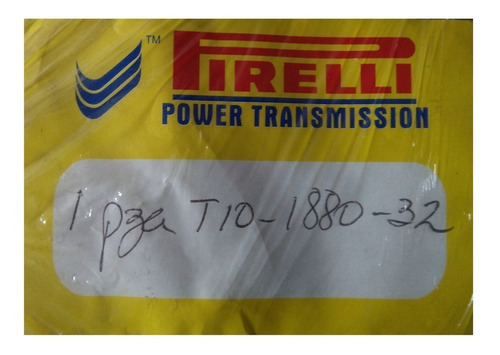 TM
PIRELLI
POWER TRANSMISSION
1 pza T10-1880-32